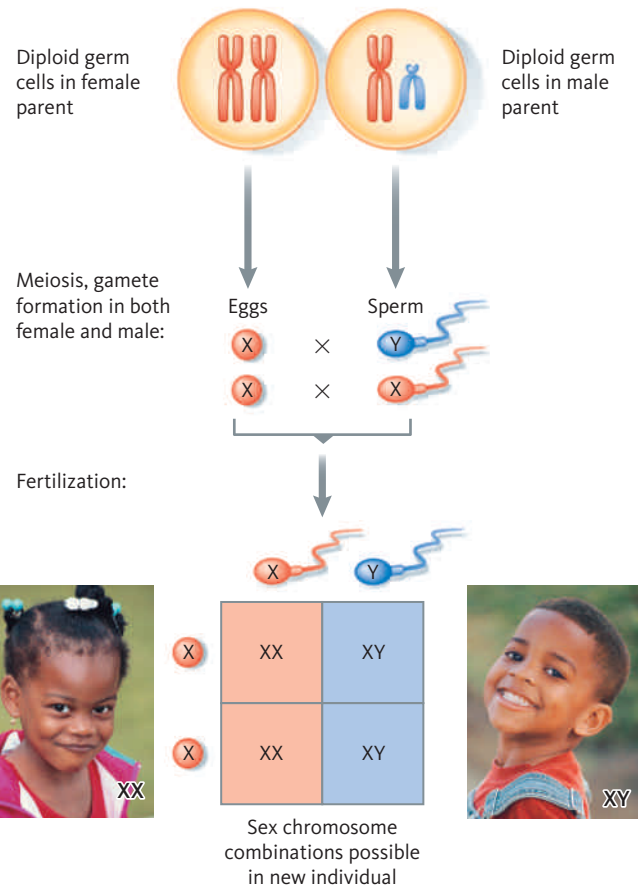 Diploid germ
cells in female
parent
Diploid germ
cells in male
parent
Meiosis, gamete
formation in both
female and male:
Eggs
Sperm
X × Y
X × X
Fertilization:
X Y
X XX XY
X XX XY
XX
XY
Sex chromosome
combinations possible
in new individual